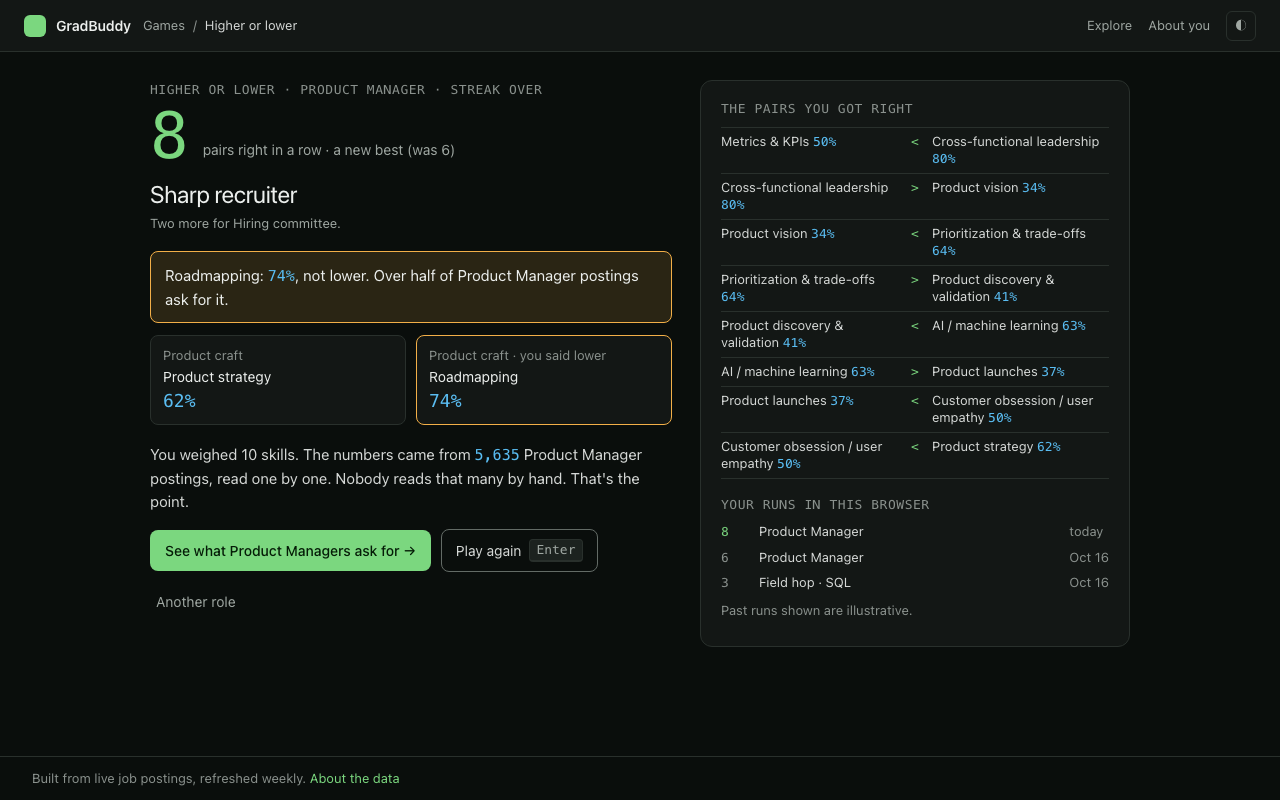 GradBuddy Games / Higher or lower Explore About you
HIGHER OR LOWER · PRODUCT MANAGER · STREAK OVER
8 pairs right in a row · a new best (was 6)
Sharp recruiter
Two more for Hiring committee.
Roadmapping: 74%, not lower. Over half of Product Manager postings
ask for it.
Product craft
Product strategy
62%
Product craft · you said lower
Roadmapping
74%
You weighed 10 skills. The numbers came from 5,635 Product Manager
postings, read one by one. Nobody reads that many by hand. That's the
point.
See what Product Managers ask for →
Play again Enter
Another role
THE PAIRS YOU GOT RIGHT
Metrics & KPIs 50% < Cross-functional leadership
80%
Cross-functional leadership > Product vision 34%
80%
Product vision 34% < Prioritization & trade-offs
64%
Prioritization & trade-offs > Product discovery &
64% validation 41%
Product discovery & < AI / machine learning 63%
validation 41%
AI / machine learning 63% > Product launches 37%
Product launches 37% < Customer obsession / user
empathy 50%
Customer obsession / user < Product strategy 62%
empathy 50%
YOUR RUNS IN THIS BROWSER
8 Product Manager today
6 Product Manager Oct 16
3 Field hop · SQL Oct 16
Past runs shown are illustrative.
Built from live job postings, refreshed weekly. About the data